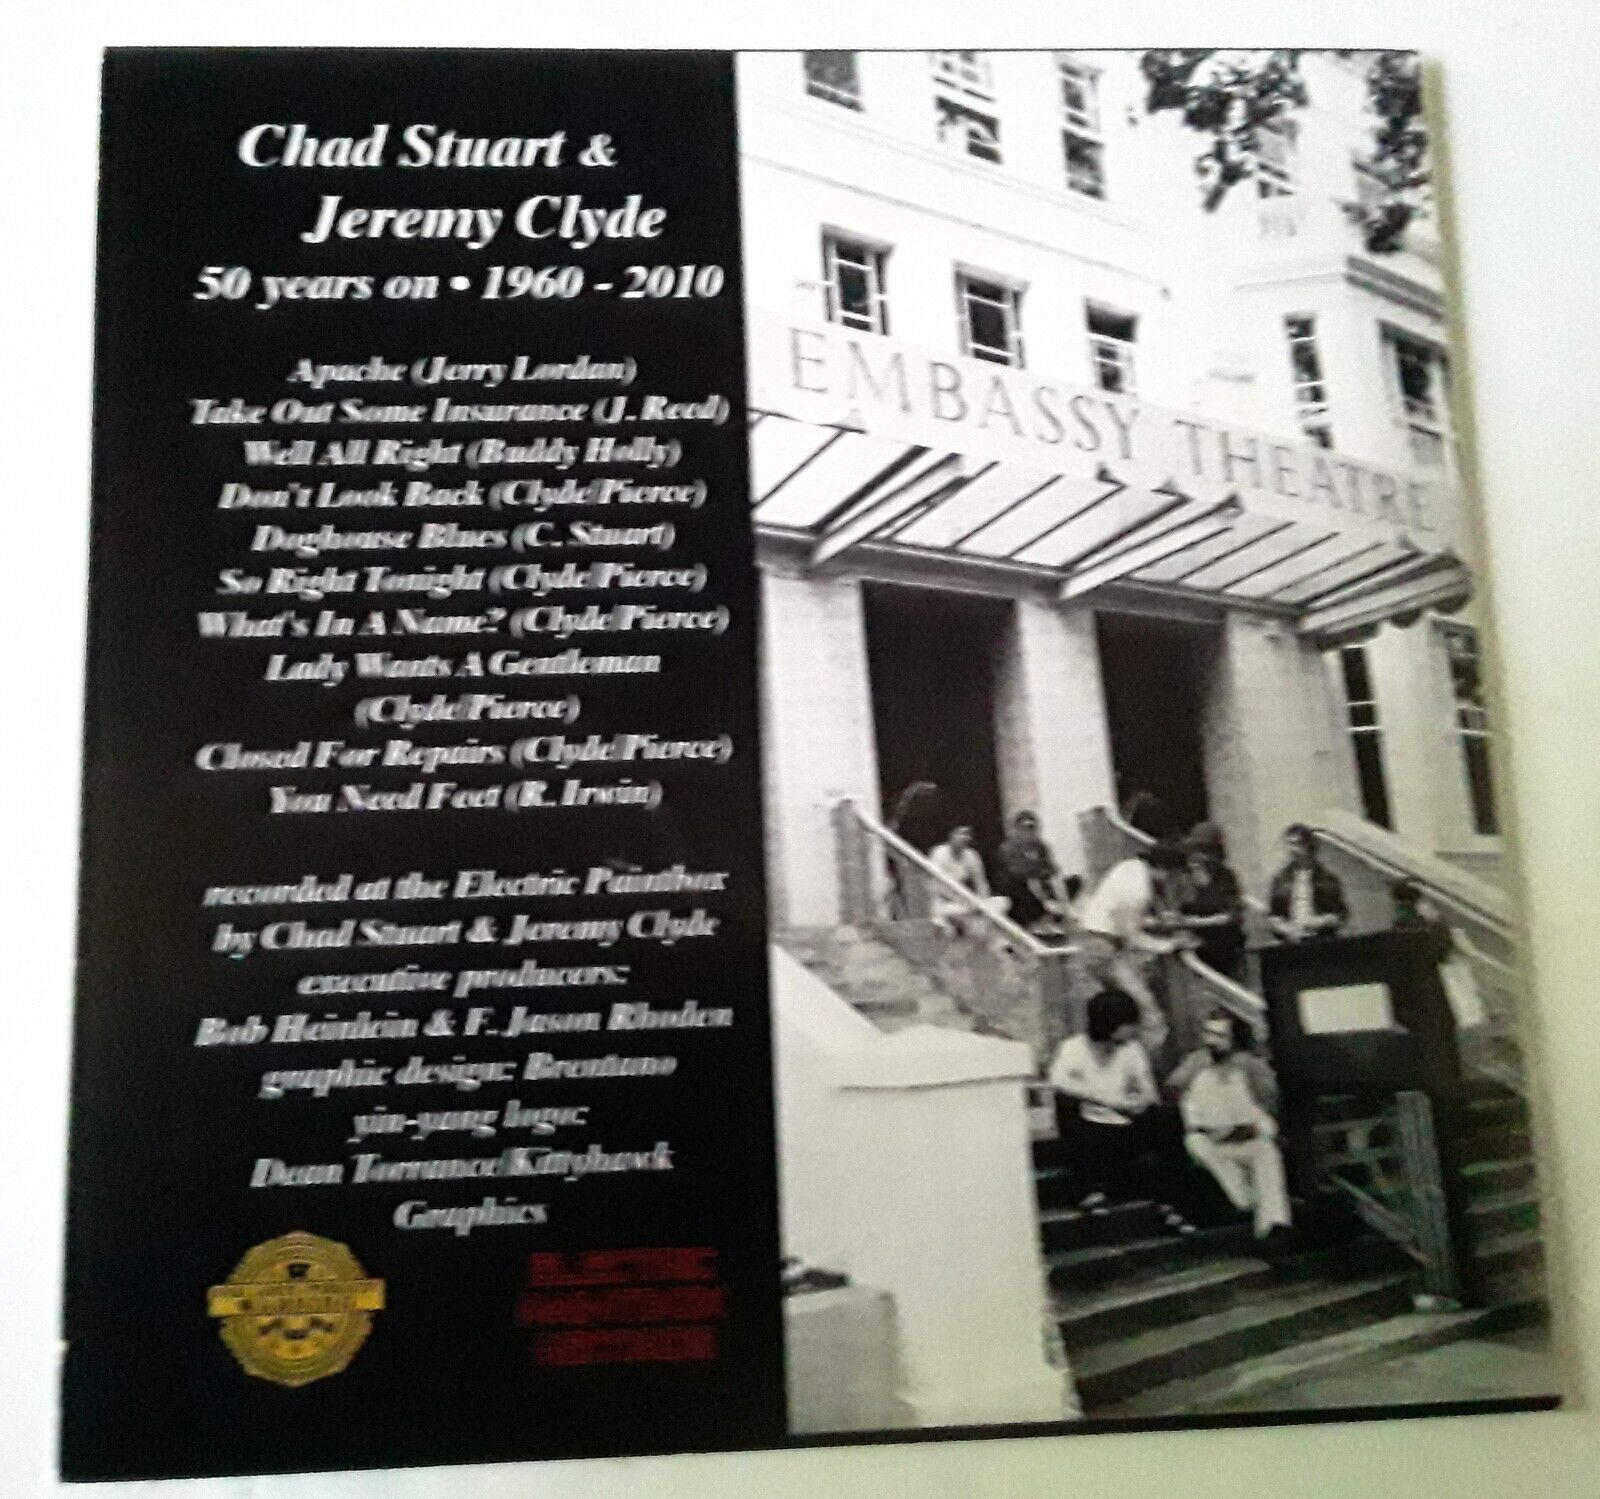 Chad Stuart &
Jeremy Clyde
50 years on • 1960 - 2010
Apache (Jerry Lordan)
Take Out Some Insurance (J. Reed)
Well All Right (Buddy Holly)
Don't Look Back (Clyde/Pierce)
Doghouse Blues (C. Stuart)
So Right Tonight (Clyde/Pierce)
What's In A Name? (Clyde/Pierce)
Lady Wants A Gentleman
(Clyde/Pierce)
Closed For Repairs (Clyde/Pierce)
You Need Feet (R. Irwin)
recorded at the Electric Paintbox
by Chad Stuart & Jeremy Clyde
executive producers:
Bob Heinlein & F. Jason Rhoden
graphic design: Brentano
yin-yang logo:
Dean Torrance/Kittyhawk
Graphics
ELECTRIC
EMBASSY THEATRE